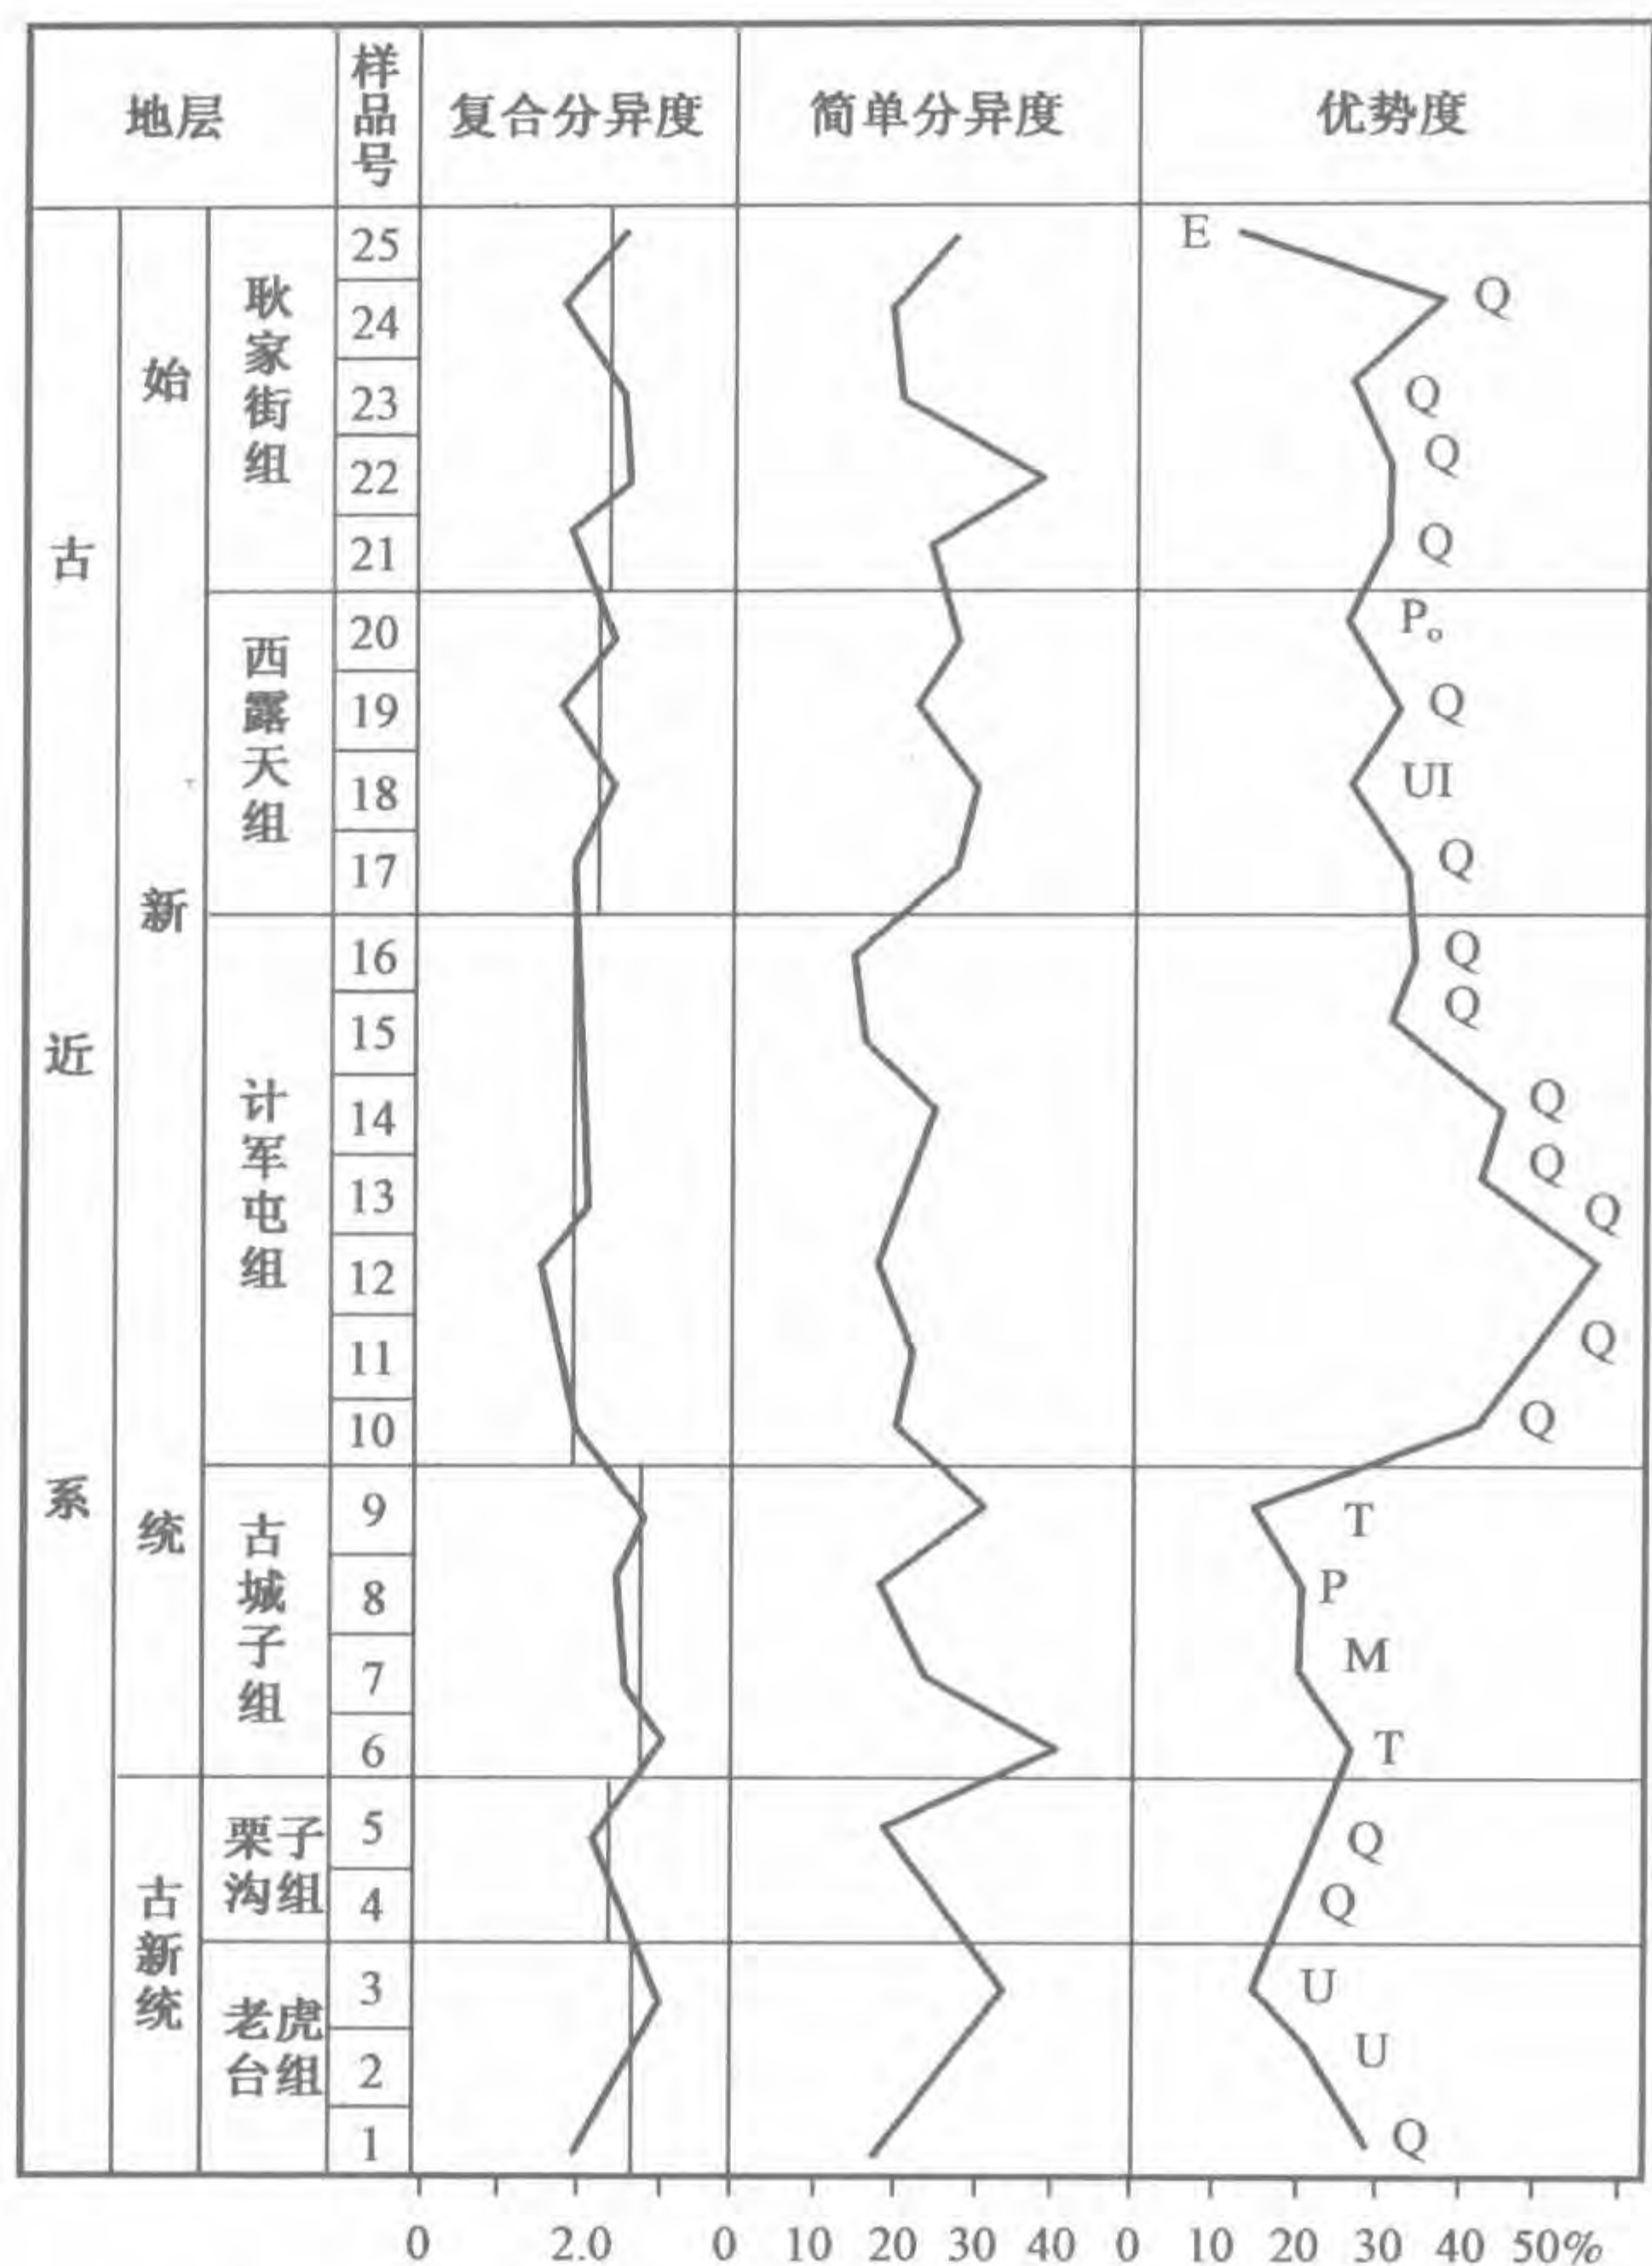 地层 样品号 复合分异度 简单分异度 优势度
古近系
始新统
古新统
耿家街组
西露天组
计军屯组
古城子组
栗子沟组
老虎台组
25 E
24 Q
23 Q
22 Q
21 Q
20 Po
19 Q
18 UI
17 Q
16 Q
15 Q
14 Q
13 Q
12 Q
11 Q
10 Q
9 T
8 P
7 M
6 T
5 Q
4 Q
3 U
2 U
1 Q
0 2.0 0 10 20 30 40 0 10 20 30 40 50%